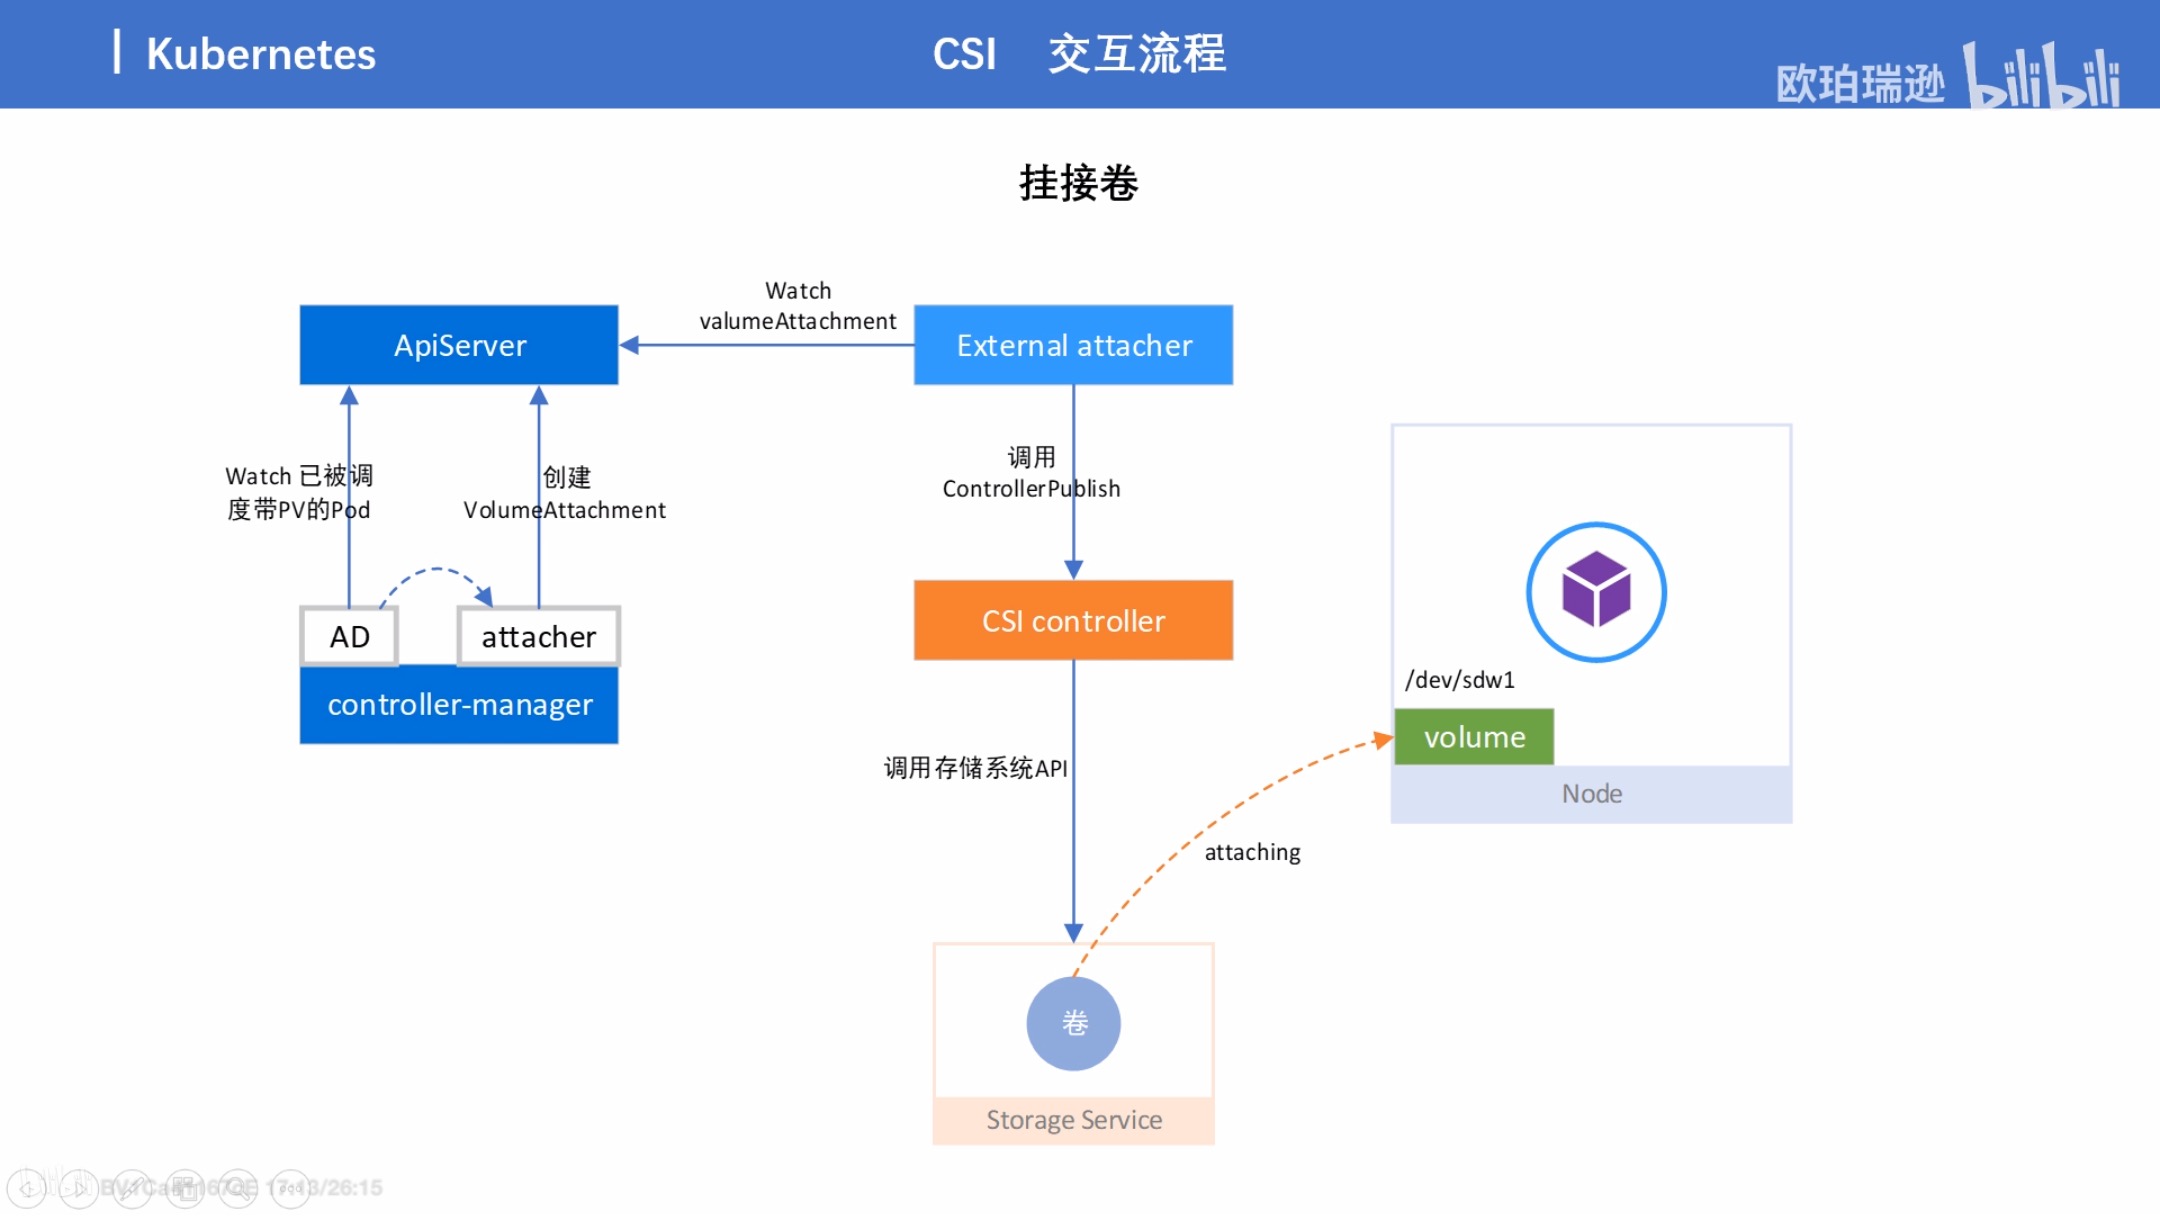 Kubernetes
CSI 交互流程
欧珀瑞逊 bilibili
挂接卷
Watch
valumeAttachment
ApiServer
External attacher
Watch 已被调
度带PV的Pod
创建
VolumeAttachment
调用
ControllerPublish
AD
attacher
controller-manager
CSI controller
/dev/sdw1
volume
Node
调用存储系统API
attaching
卷
Storage Service
17:13/26:15